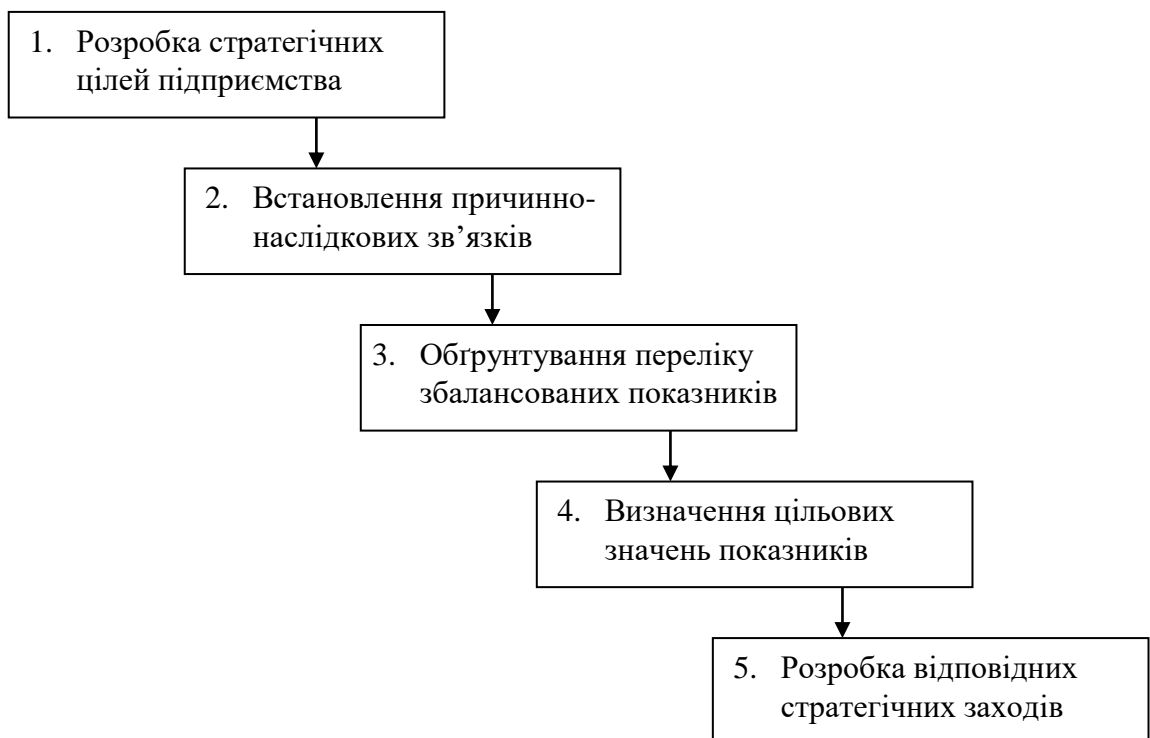 1. Розробка стратегічних
цілей підприємства
2. Встановлення причинно-
наслідкових зв’язків
3. Обґрунтування переліку
збалансованих показників
4. Визначення цільових
значень показників
5. Розробка відповідних
стратегічних заходів